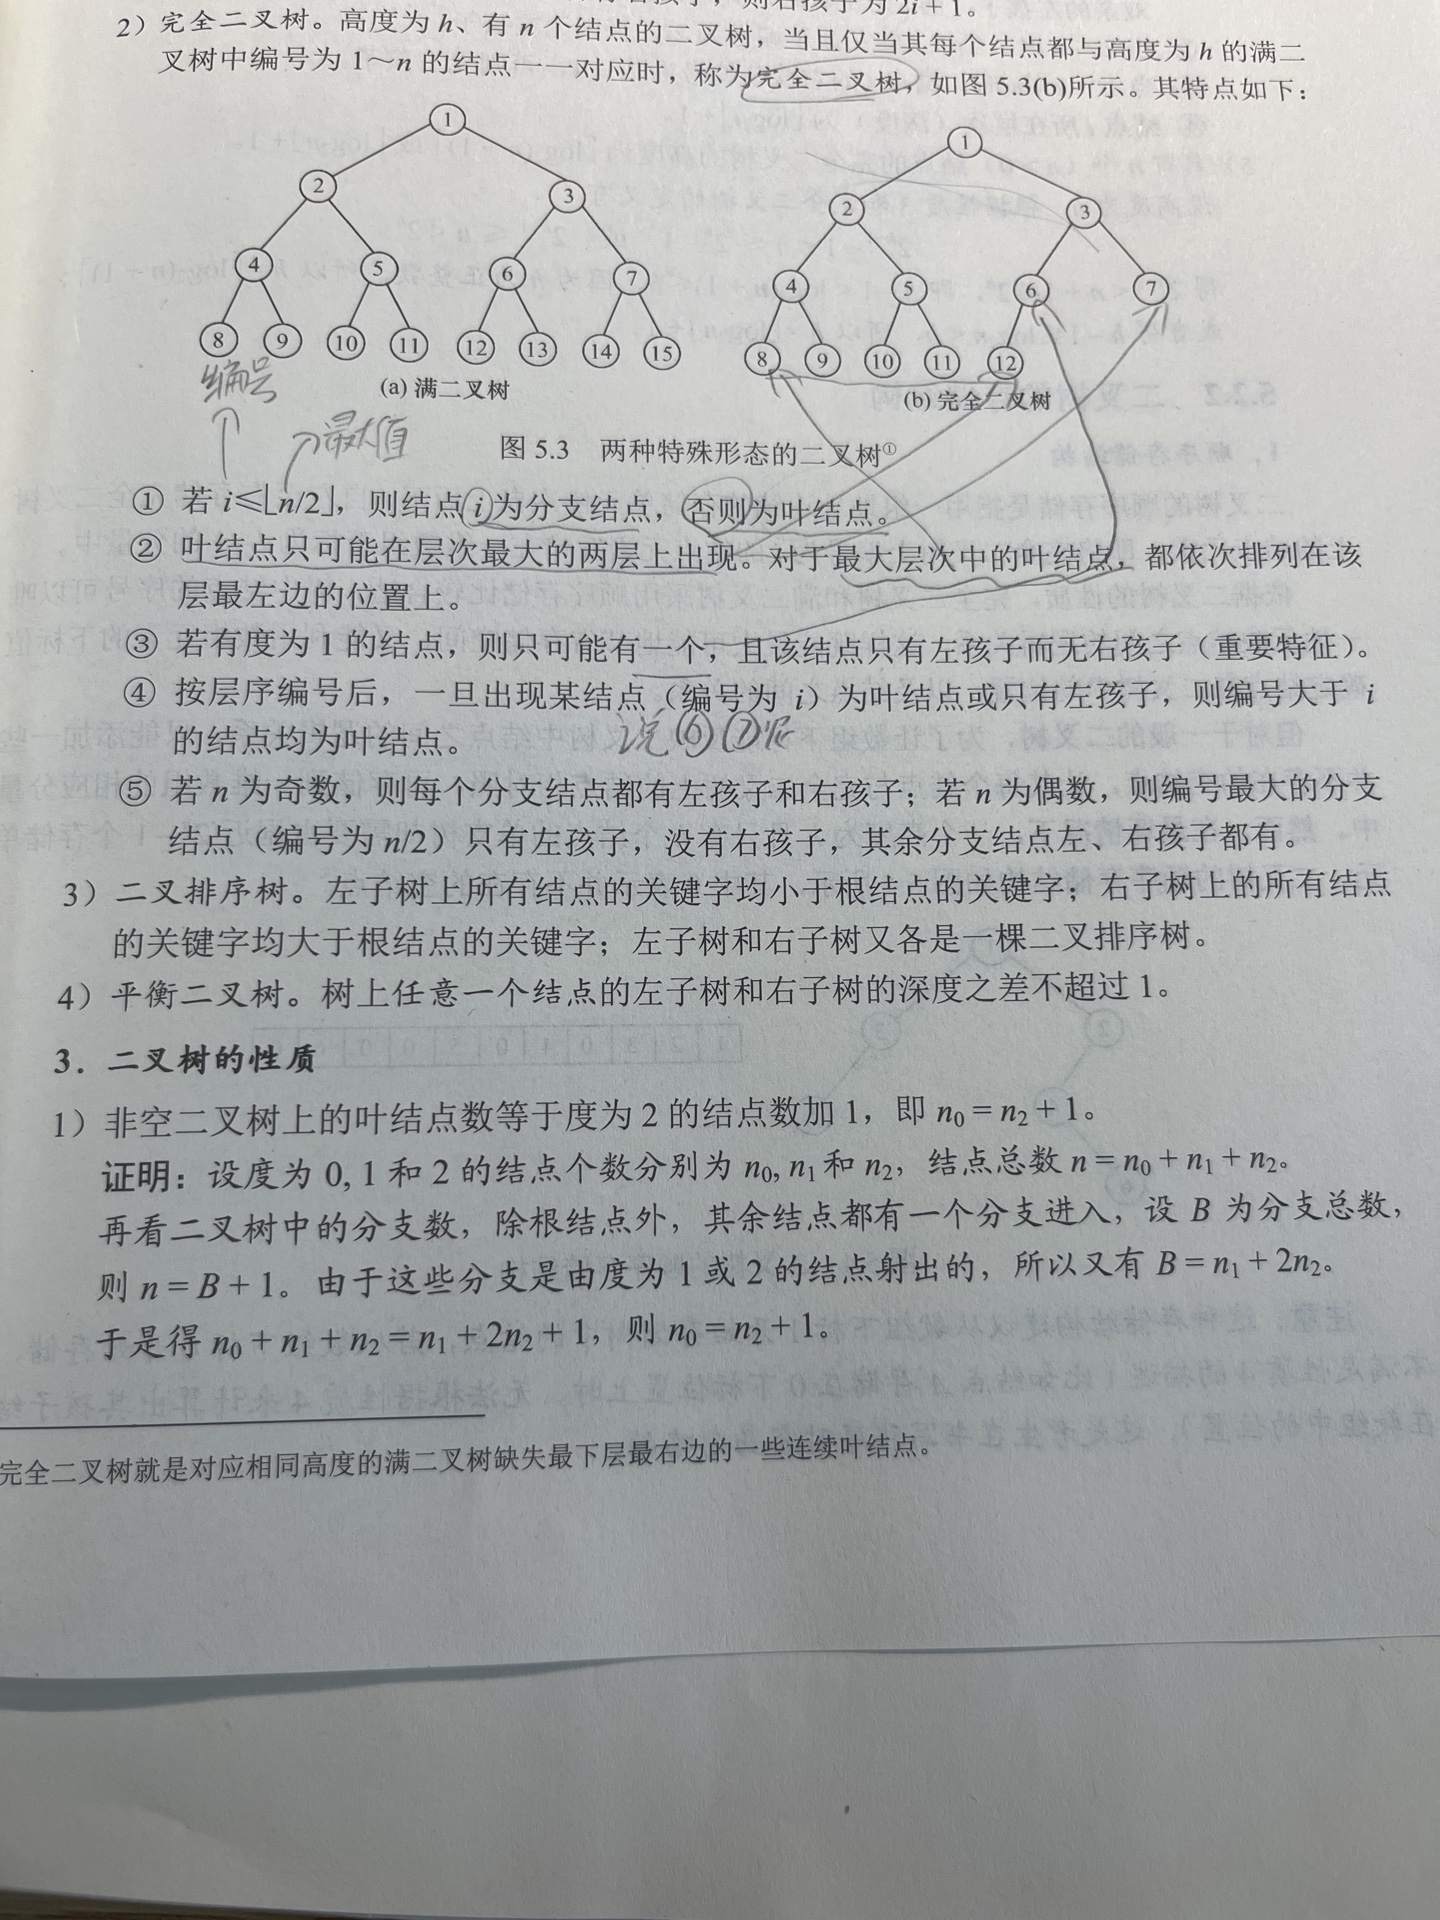 则右孩子为 2i + 1。
2）完全二叉树。高度为 h、有 n 个结点的二叉树，当且仅当其每个结点都与高度为 h 的满二
叉树中编号为 1～n 的结点一一对应时，称为完全二叉树，如图 5.3(b)所示。其特点如下：
1
2 3
4 5 6 7
8 9 10 11 12 13 14 15
编号
(a) 满二叉树
1
2 3
4 5 6 7
8 9 10 11 12
(b) 完全二叉树
最大值
图 5.3 两种特殊形态的二叉树①
① 若 i≤⌊n/2⌋，则结点 i 为分支结点，否则为叶结点。
② 叶结点只可能在层次最大的两层上出现。对于最大层次中的叶结点，都依次排列在该
层最左边的位置上。
③ 若有度为 1 的结点，则只可能有一个，且该结点只有左孩子而无右孩子（重要特征）。
④ 按层序编号后，一旦出现某结点（编号为 i）为叶结点或只有左孩子，则编号大于 i
的结点均为叶结点。
说⑥⑦呢
⑤ 若 n 为奇数，则每个分支结点都有左孩子和右孩子；若 n 为偶数，则编号最大的分支
结点（编号为 n/2）只有左孩子，没有右孩子，其余分支结点左、右孩子都有。
3）二叉排序树。左子树上所有结点的关键字均小于根结点的关键字；右子树上的所有结点
的关键字均大于根结点的关键字；左子树和右子树又各是一棵二叉排序树。
4）平衡二叉树。树上任意一个结点的左子树和右子树的深度之差不超过 1。
3．二叉树的性质
1）非空二叉树上的叶结点数等于度为 2 的结点数加 1，即 n₀ = n₂ + 1。
证明：设度为 0, 1 和 2 的结点个数分别为 n₀, n₁ 和 n₂，结点总数 n = n₀ + n₁ + n₂。
再看二叉树中的分支数，除根结点外，其余结点都有一个分支进入，设 B 为分支总数，
则 n = B + 1。由于这些分支是由度为 1 或 2 的结点射出的，所以又有 B = n₁ + 2n₂。
于是得 n₀ + n₁ + n₂ = n₁ + 2n₂ + 1，则 n₀ = n₂ + 1。
完全二叉树就是对应相同高度的满二叉树缺失最下层最右边的一些连续叶结点。